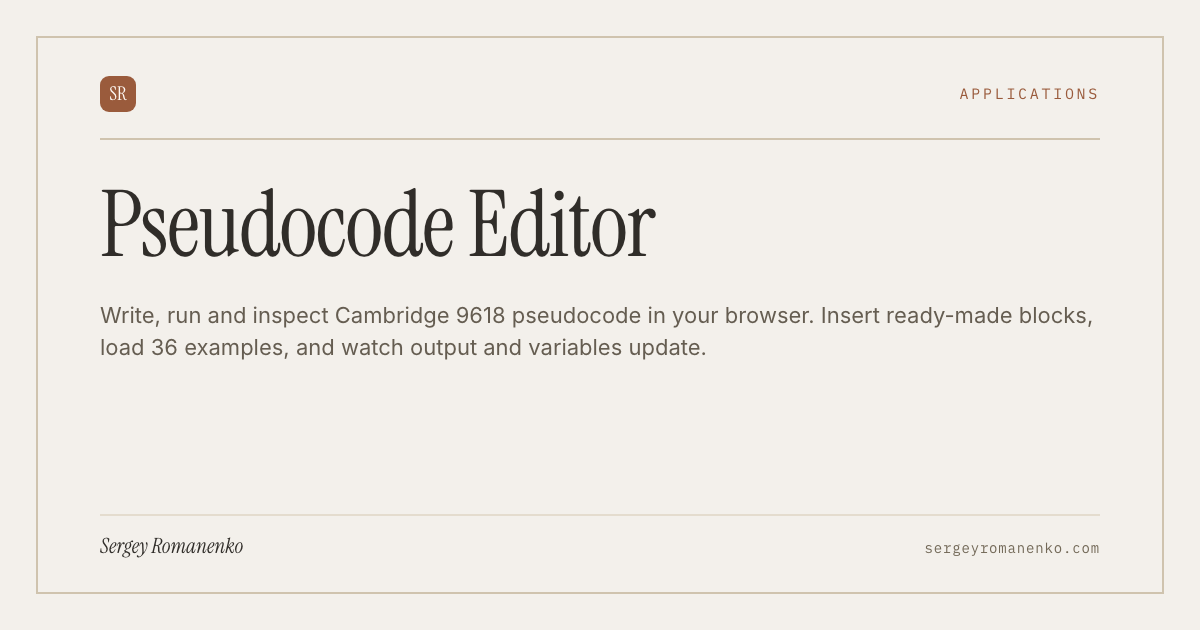 SR
APPLICATIONS
Pseudocode Editor
Write, run and inspect Cambridge 9618 pseudocode in your browser. Insert ready-made blocks,
load 36 examples, and watch output and variables update.
Sergey Romanenko
sergeyromanenko.com